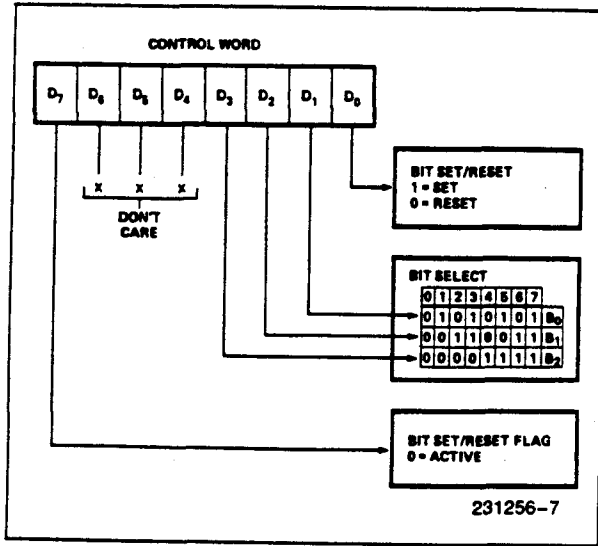 CONTROL WORD
D7 D6 D5 D4 D3 D2 D1 D0
X X X
DON'T
CARE
BIT SET/RESET
1 = SET
0 = RESET
BIT SELECT
0 1 2 3 4 5 6 7
0 1 0 1 0 1 0 1 B0
0 0 1 1 0 0 1 1 B1
0 0 0 0 1 1 1 1 B2
BIT SET/RESET FLAG
0 = ACTIVE
231256-7